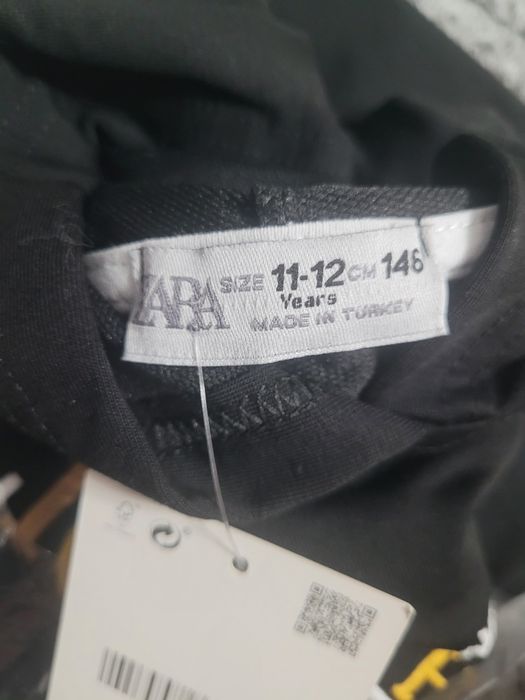 ZARA SIZE 11-12 CM 146
Years
MADE IN TURKEY